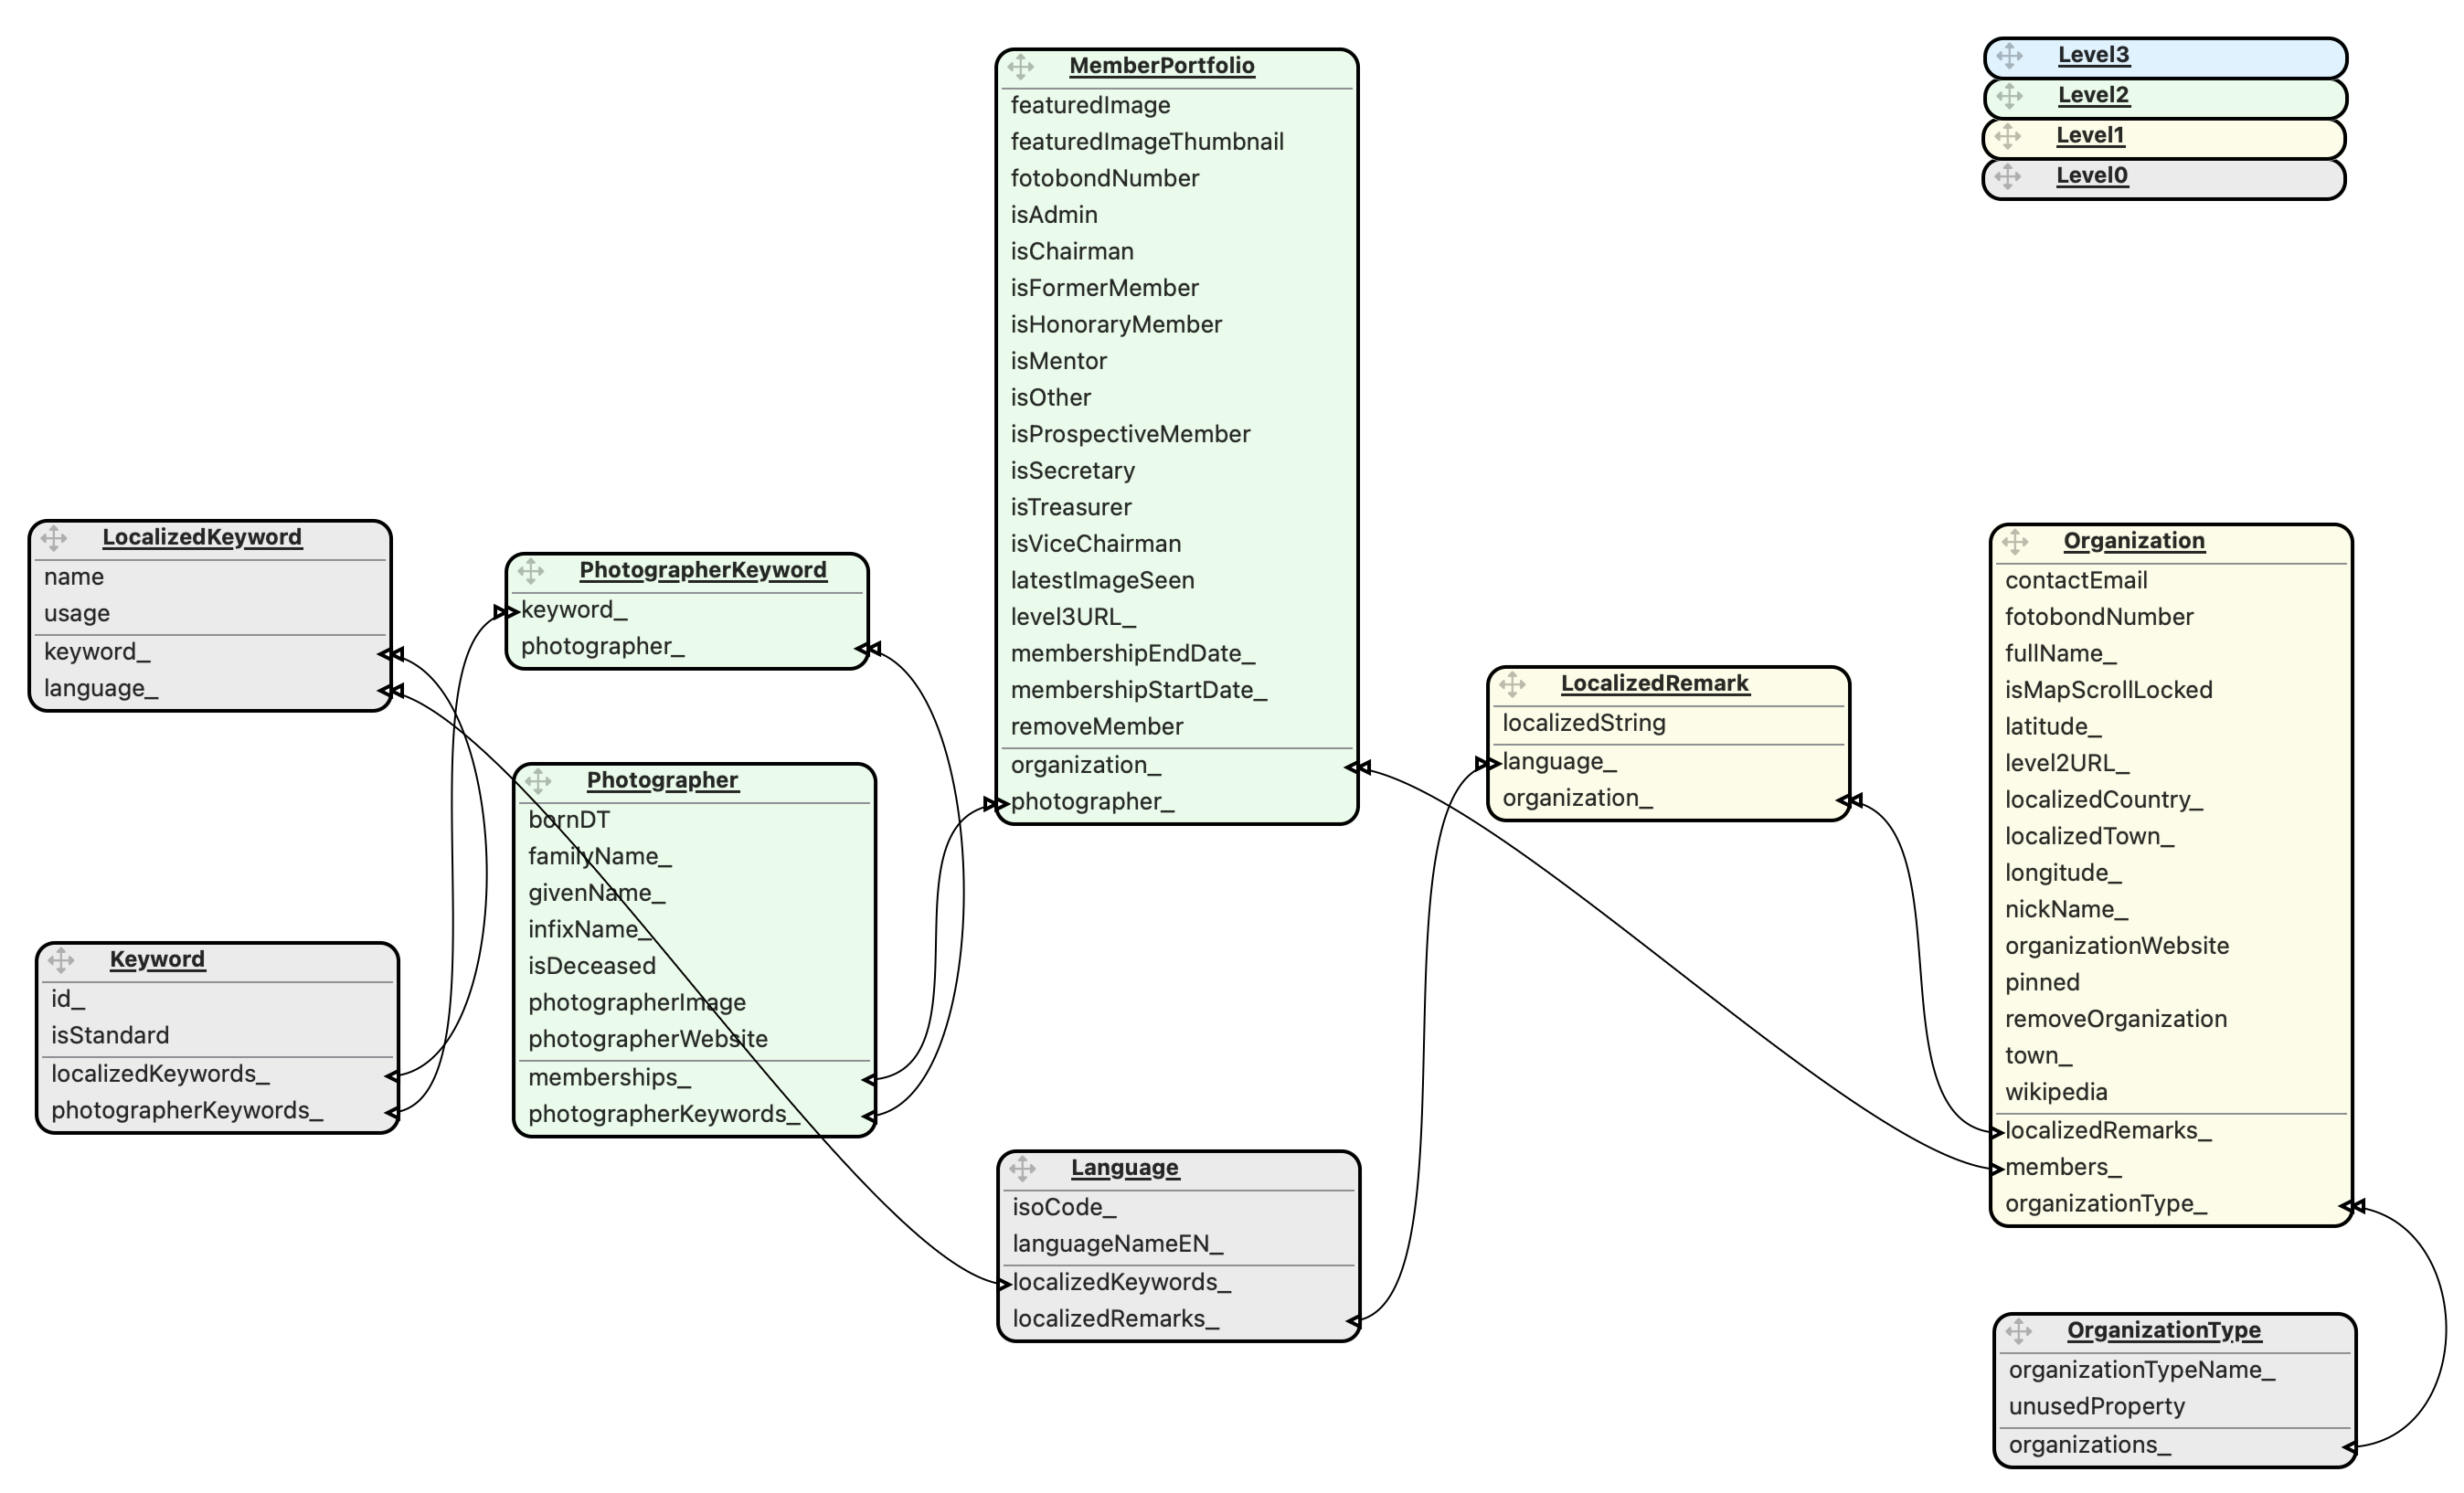 MemberPortfolio
featuredImage
featuredImageThumbnail
fotobondNumber
isAdmin
isChairman
isFormerMember
isHonoraryMember
isMentor
isOther
isProspectiveMember
isSecretary
isTreasurer
isViceChairman
latestImageSeen
level3URL_
membershipEndDate_
membershipStartDate_
removeMember
organization_
photographer_
Level3
Level2
Level1
Level0
LocalizedKeyword
name
usage
keyword_
language_
PhotographerKeyword
keyword_
photographer_
Photographer
bornDT
familyName_
givenName_
infixName_
isDeceased
photographerImage
photographerWebsite
memberships_
photographerKeywords_
Keyword
id_
isStandard
localizedKeywords_
photographerKeywords_
LocalizedRemark
localizedString
language_
organization_
Organization
contactEmail
fotobondNumber
fullName_
isMapScrollLocked
latitude_
level2URL_
localizedCountry_
localizedTown_
longitude_
nickName_
organizationWebsite
pinned
removeOrganization
town_
wikipedia
localizedRemarks_
members_
organizationType_
Language
isoCode_
languageNameEN_
localizedKeywords_
localizedRemarks_
OrganizationType
organizationTypeName_
unusedProperty
organizations_